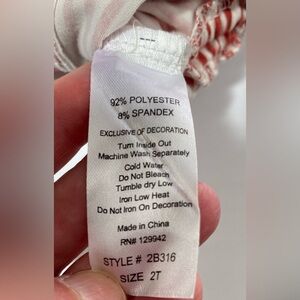 92% POLYESTER
8% SPANDEX
EXCLUSIVE OF DECORATION
Turn Inside Out
Machine Wash Separately
Cold Water
Do Not Bleach
Tumble dry Low
Iron Low Heat
Do Not Iron On Decoration
Made in China
RN# 129942
STYLE # 2B316
SIZE 2T